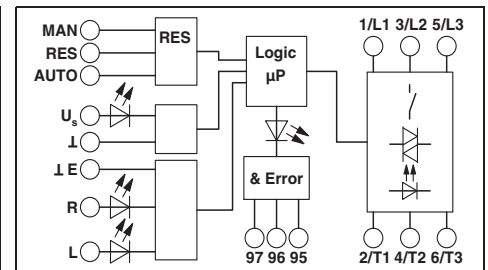 MAN
RES
AUTO
RES
U_s
⊥
⊥ E
R
L
Logic
µP
& Error
97 96 95
1/L1 3/L2 5/L3
2/T1 4/T2 6/T3